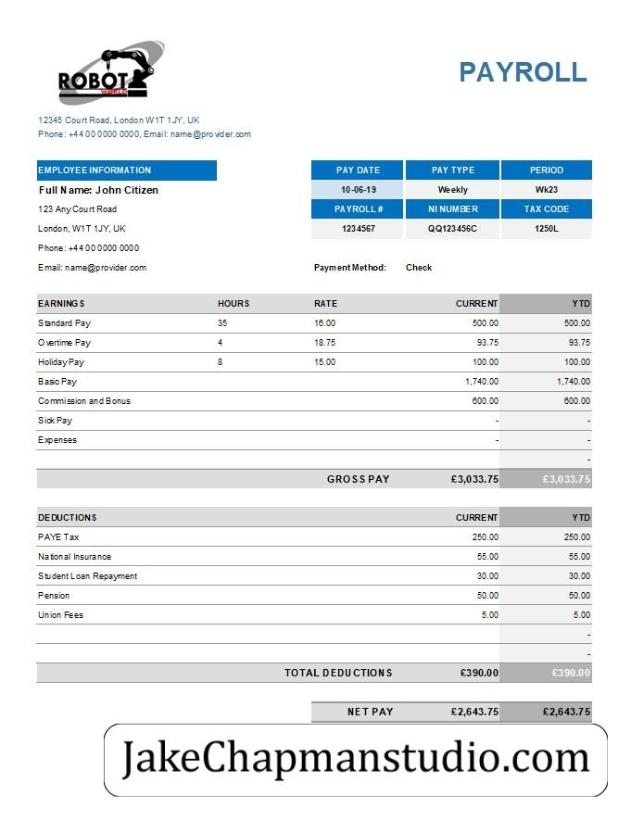 ROBOT
WORLD
PAYROLL
12345 Court Road, London W1T 1JY, UK
Phone: +44 00 0000 0000, Email: name@provider.com
EMPLOYEE INFORMATION PAY DATE PAY TYPE PERIOD
Full Name: John Citizen 10-06-19 Weekly Wk23
123 Any Court Road PAYROLL # NI NUMBER TAX CODE
London, W1T 1JY, UK 1234567 QQ123456C 1250L
Phone: +44 00 0000 0000
Email: name@provider.com Payment Method: Check
EARNINGS HOURS RATE CURRENT YTD
Standard Pay 35 16.00 500.00 500.00
Overtime Pay 4 18.75 93.75 93.75
Holiday Pay 8 15.00 100.00 100.00
Basic Pay 1,740.00 1,740.00
Commission and Bonus 600.00 600.00
Sick Pay - -
Expenses - -
-
GROSS PAY £3,033.75 £3,033.75
DEDUCTIONS CURRENT YTD
PAYE Tax 250.00 250.00
National Insurance 55.00 55.00
Student Loan Repayment 30.00 30.00
Pension 50.00 50.00
Union Fees 5.00 5.00
-
-
TOTAL DEDUCTIONS £390.00 £390.00
NET PAY £2,643.75 £2,643.75
JakeChapmanstudio.com